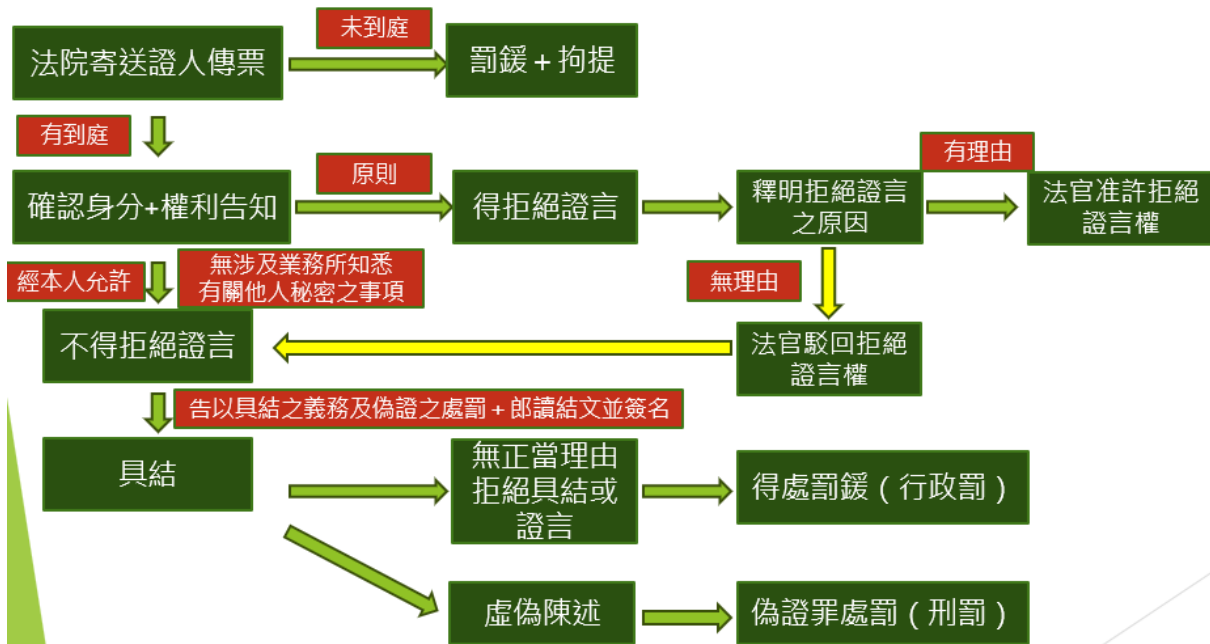 未到庭
法院寄送證人傳票
罰鍰+拘提
有到庭
原則
有理由
確認身分+權利告知
得拒絕證言
釋明拒絕證言
之原因
法官准許拒絕
證言權
經本人允許
無涉及業務所知悉
有關他人秘密之事項
無理由
不得拒絕證言
法官駁回拒絕
證言權
告以具結之義務及偽證之處罰+郎讀結文並簽名
具結
無正當理由
拒絕具結或
證言
得處罰鍰(行政罰)
虛偽陳述
偽證罪處罰(刑罰)